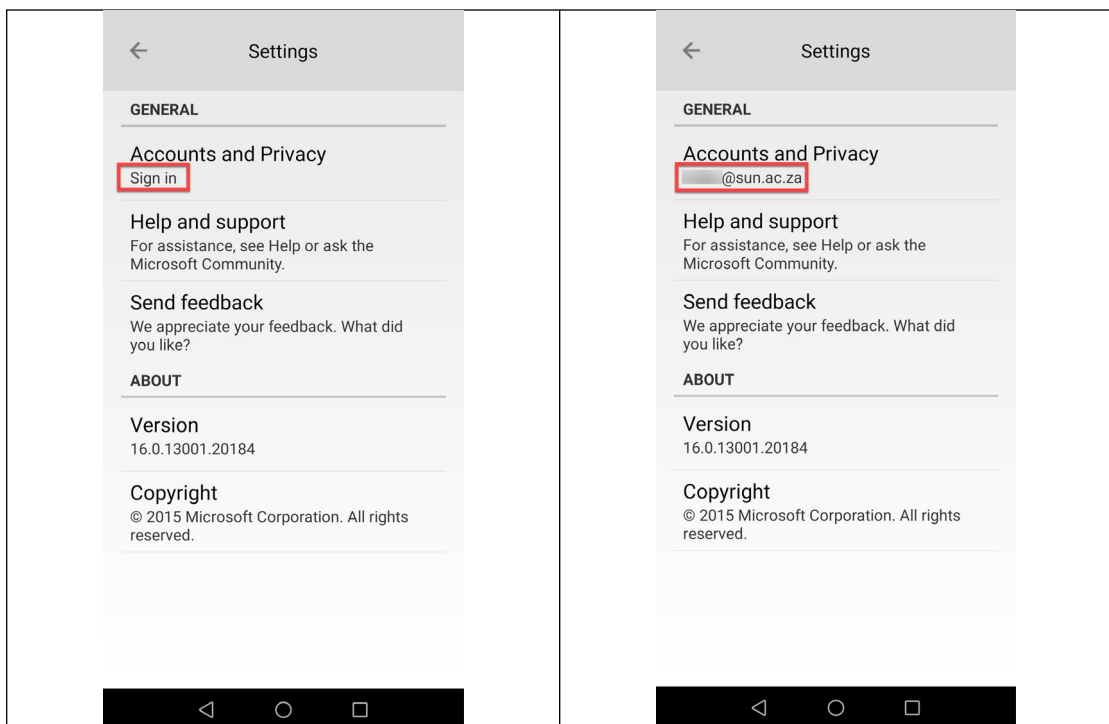 Settings
GENERAL
Accounts and Privacy
Sign in
Help and support
For assistance, see Help or ask the
Microsoft Community.
Send feedback
We appreciate your feedback. What did
you like?
ABOUT
Version
16.0.13001.20184
Copyright
© 2015 Microsoft Corporation. All rights
reserved.
Settings
GENERAL
Accounts and Privacy
@sun.ac.za
Help and support
For assistance, see Help or ask the
Microsoft Community.
Send feedback
We appreciate your feedback. What did
you like?
ABOUT
Version
16.0.13001.20184
Copyright
© 2015 Microsoft Corporation. All rights
reserved.